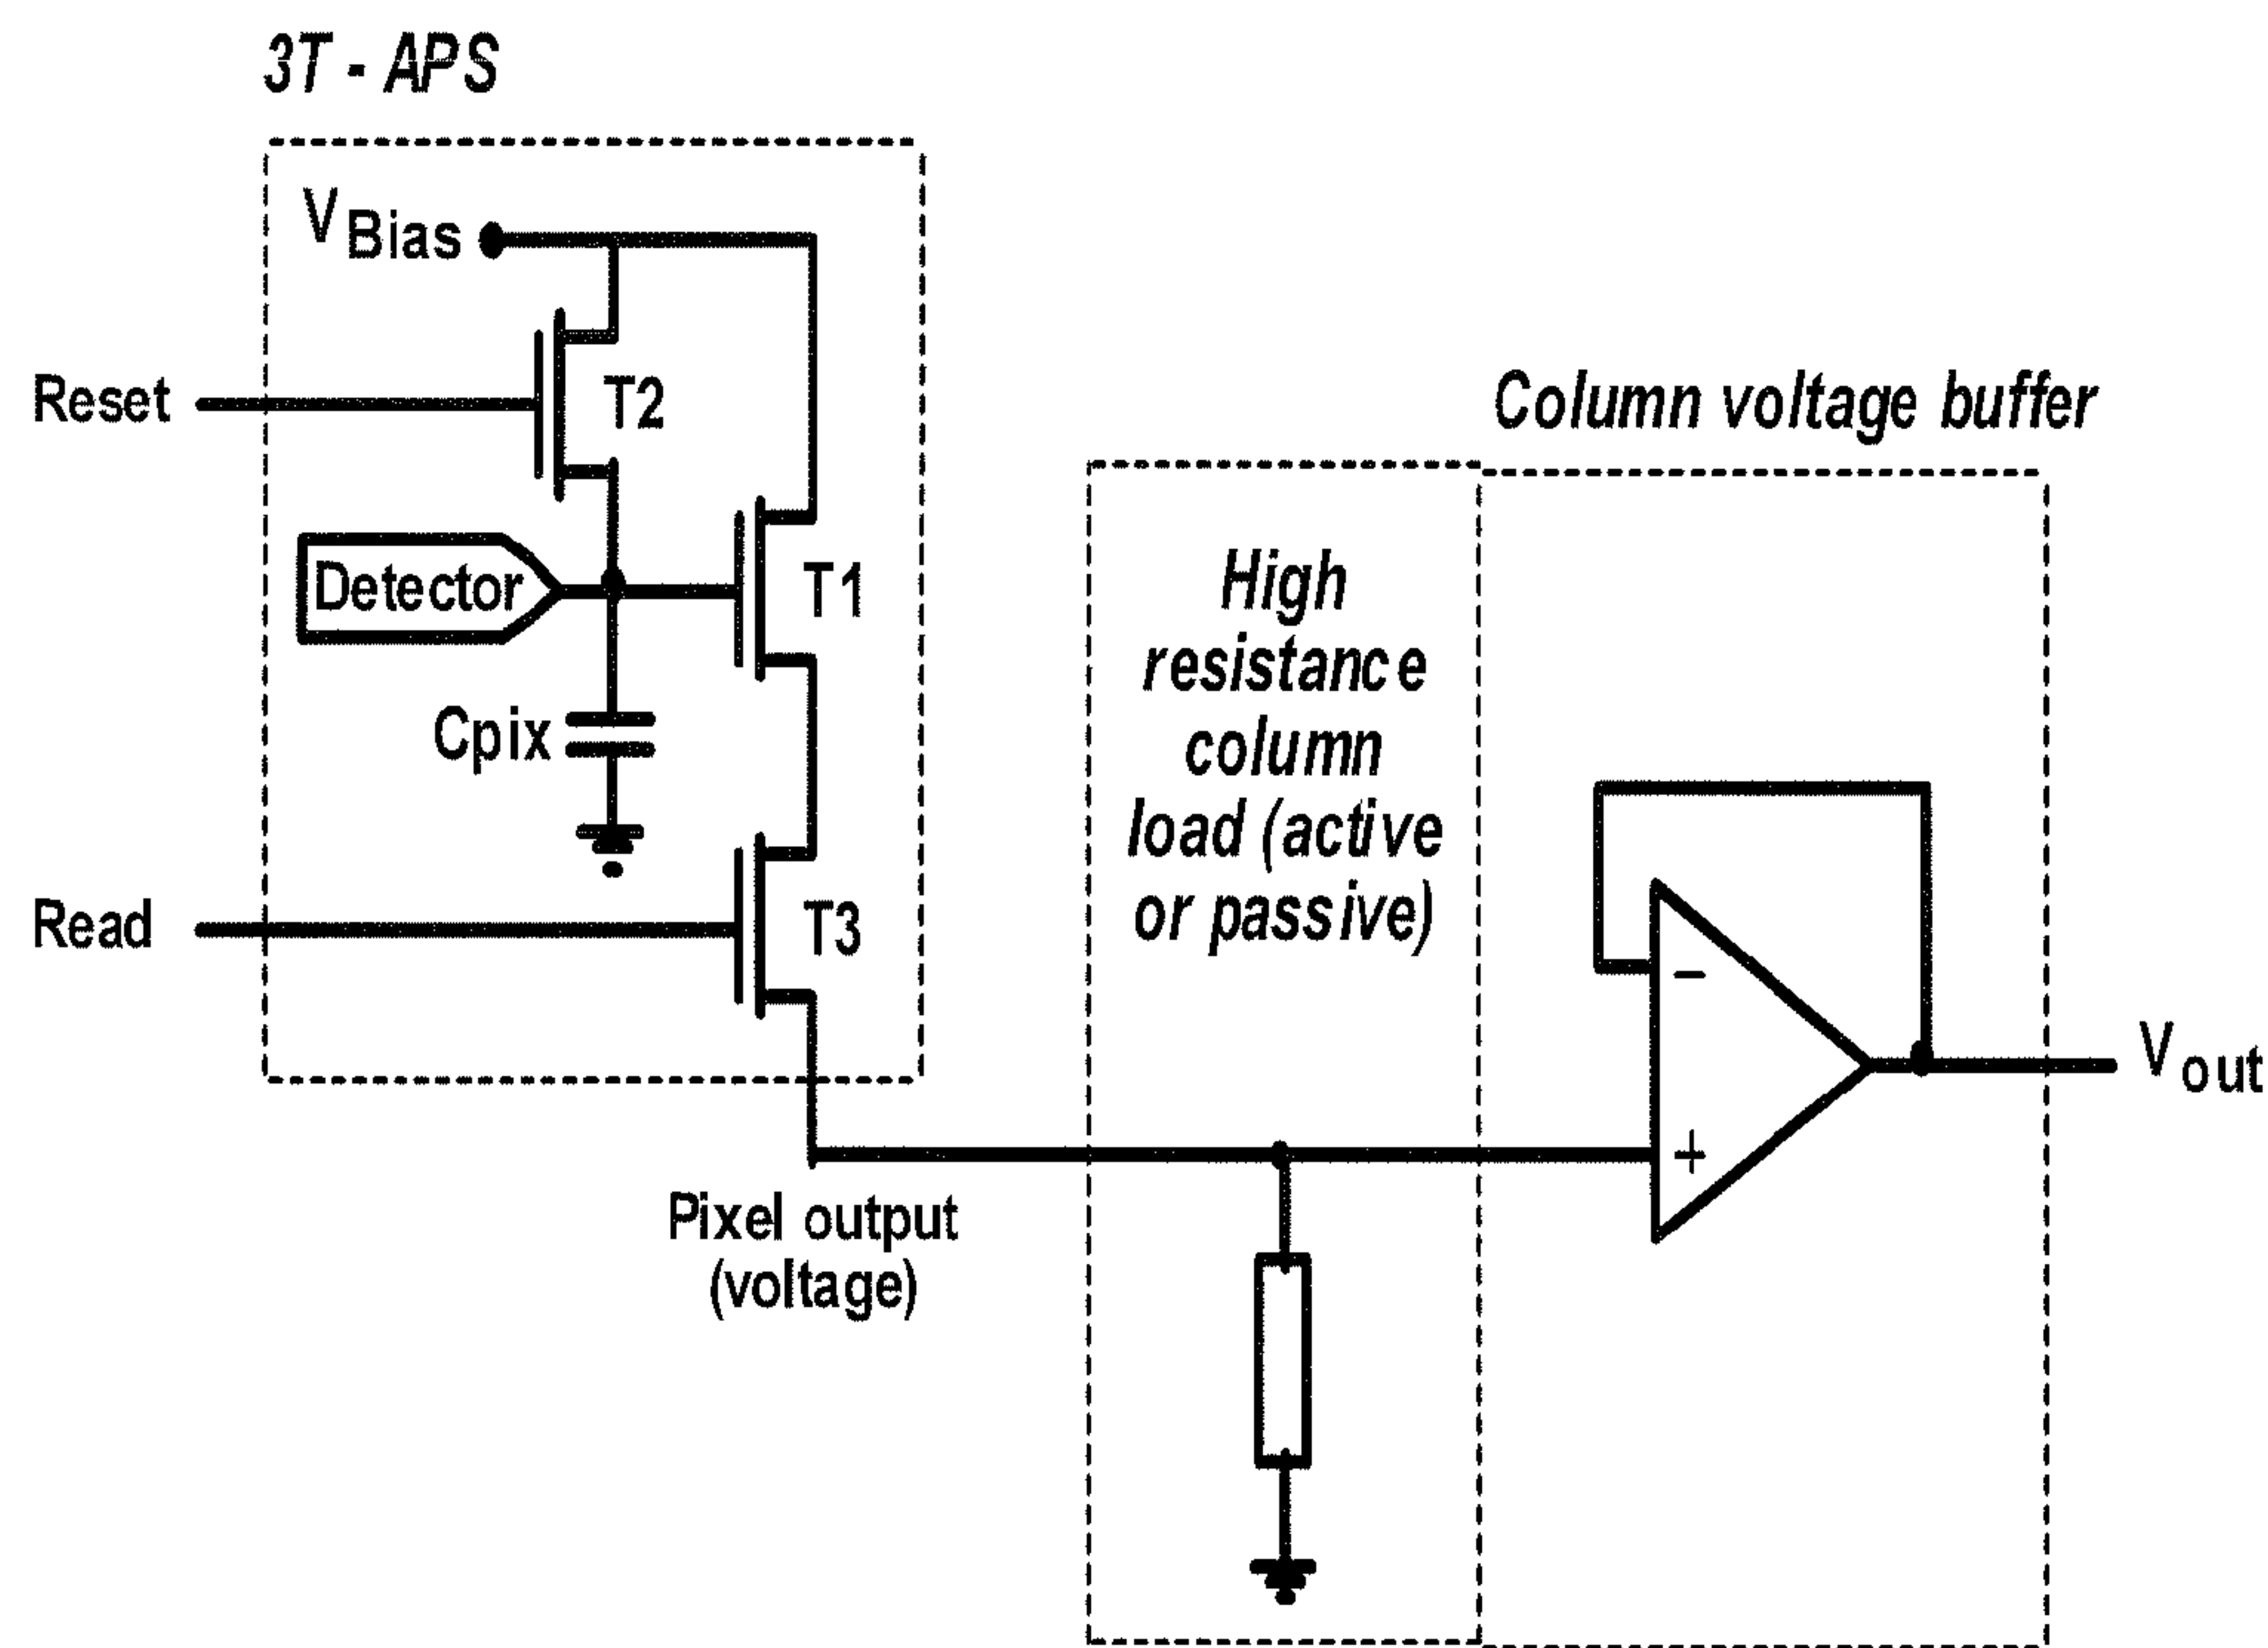 3T - APS
VBias
Reset
T2
Column voltage buffer
Detector
T1
High
resistance
column
load (active
or passive)
Cpix
Read
T3
−
+
Vout
Pixel output
(voltage)